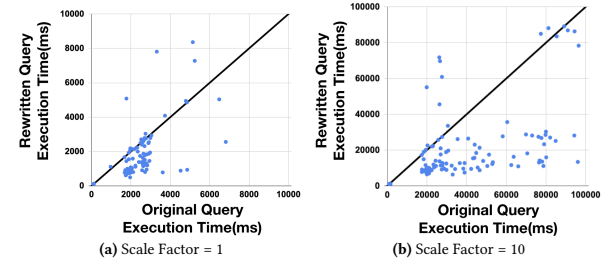 10000
8000
6000
4000
2000
0
0
2000
4000
6000
8000
10000
Rewritten Query
Execution Time(ms)
Original Query
Execution Time(ms)
(a) Scale Factor = 1
100000
80000
60000
40000
20000
0
0
20000
40000
60000
80000
100000
Rewritten Query
Execution Time(ms)
Original Query
Execution Time(ms)
(b) Scale Factor = 10